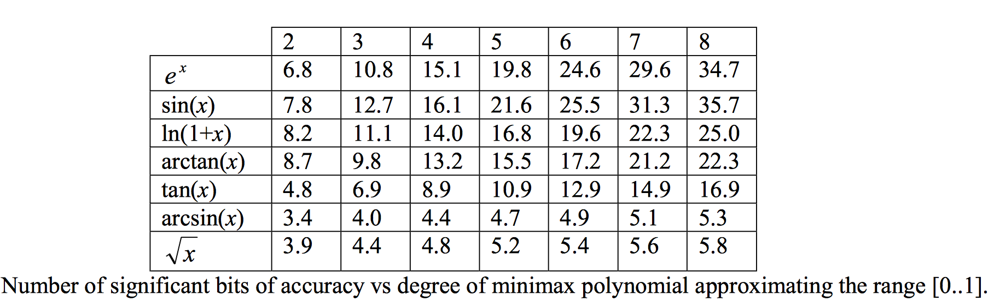 2 3 4 5 6 7 8
e^x 6.8 10.8 15.1 19.8 24.6 29.6 34.7
sin(x) 7.8 12.7 16.1 21.6 25.5 31.3 35.7
ln(1+x) 8.2 11.1 14.0 16.8 19.6 22.3 25.0
arctan(x) 8.7 9.8 13.2 15.5 17.2 21.2 22.3
tan(x) 4.8 6.9 8.9 10.9 12.9 14.9 16.9
arcsin(x) 3.4 4.0 4.4 4.7 4.9 5.1 5.3
√x 3.9 4.4 4.8 5.2 5.4 5.6 5.8
Number of significant bits of accuracy vs degree of minimax polynomial approximating the range [0..1].